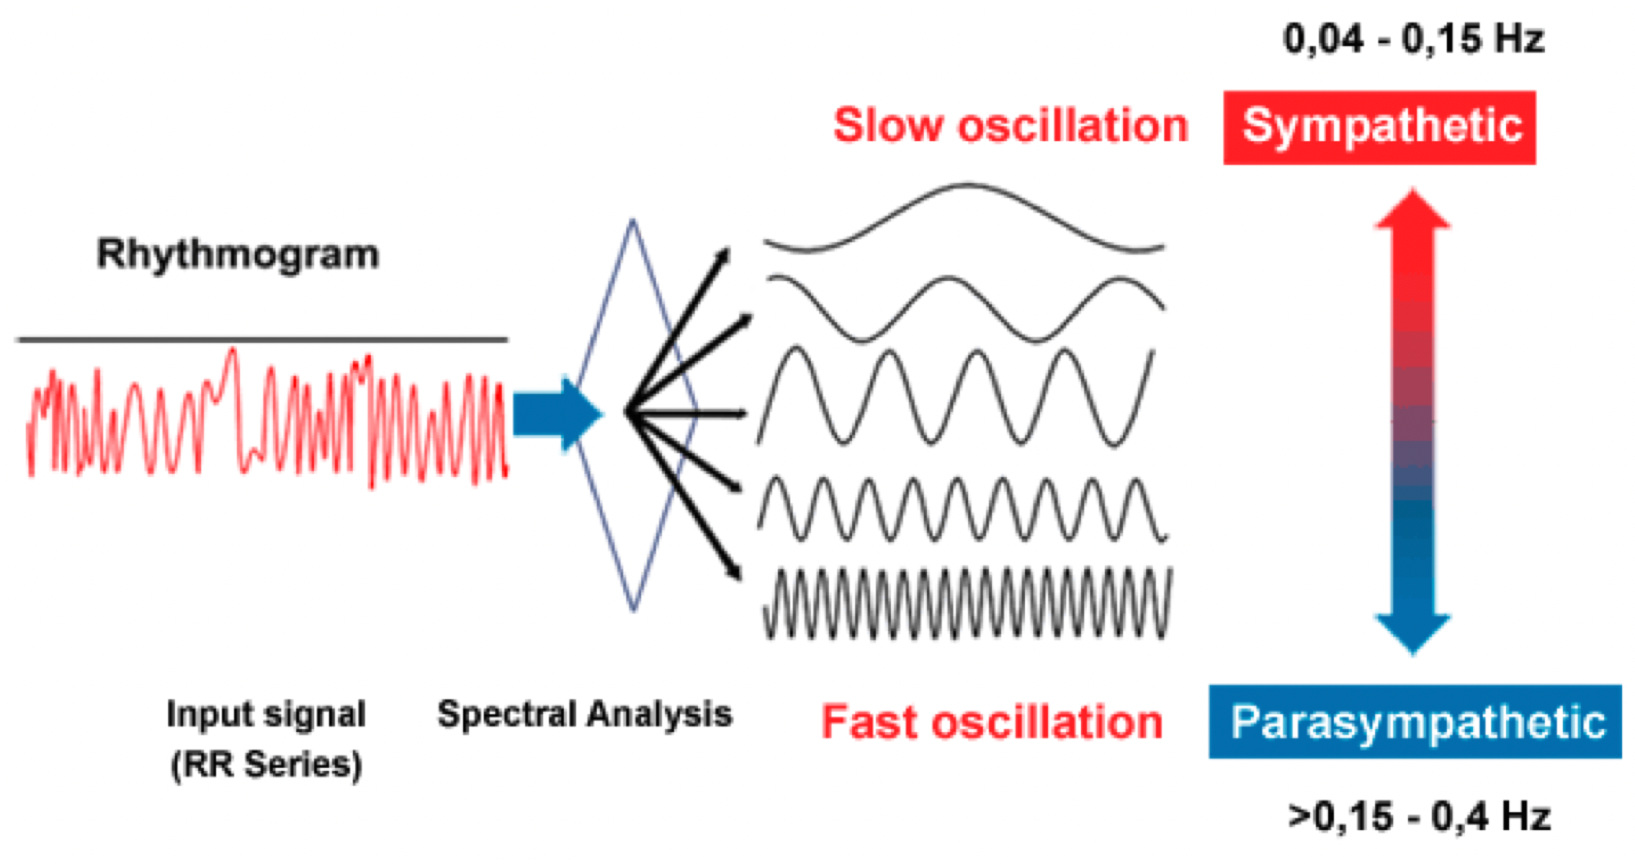 0,04 - 0,15 Hz
Slow oscillation
Sympathetic
Rhythmogram
Input signal
(RR Series)
Spectral Analysis
Fast oscillation
Parasympathetic
>0,15 - 0,4 Hz